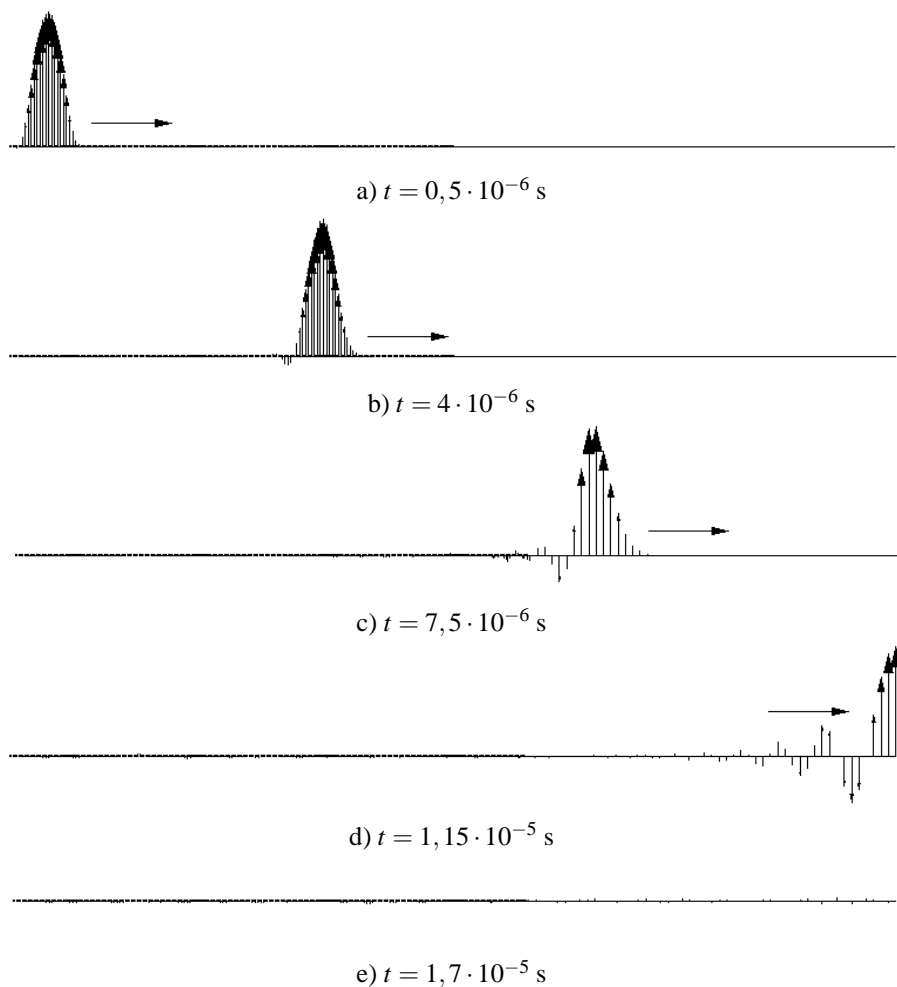 a) t = 0,5 · 10⁻⁶ s
b) t = 4 · 10⁻⁶ s
c) t = 7,5 · 10⁻⁶ s
d) t = 1,15 · 10⁻⁵ s
e) t = 1,7 · 10⁻⁵ s